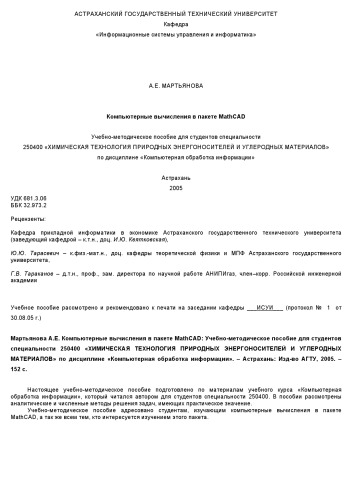 АСТРАХАНСКИЙ ГОСУДАРСТВЕННЫЙ ТЕХНИЧЕСКИЙ УНИВЕРСИТЕТ
Кафедра
«Информационные системы управления и информатика»
А.Е. МАРТЬЯНОВА
Компьютерные вычисления в пакете MathCAD
Учебно-методическое пособие для студентов специальности
250400 «ХИМИЧЕСКАЯ ТЕХНОЛОГИЯ ПРИРОДНЫХ ЭНЕРГОНОСИТЕЛЕЙ И УГЛЕРОДНЫХ МАТЕРИАЛОВ»
по дисциплине «Компьютерная обработка информации»
Астрахань
2005
УДК 681.3.06
ББК 32.973.2
Рецензенты:
Кафедра прикладной информатики в экономике Астраханского государственного технического университета
(заведующий кафедрой – к.т.н., доц. И.Ю. Квятковская),
Ю.Ю. Тарасевич – к.физ-мат.н., доц. кафедры теоретической физики и МПФ Астраханского государственного
университета,
Г.В. Тараканов – д.т.н., проф., зам. директора по научной работе АНИПИгаз, член–корр. Российской инженерной
академии
Учебное пособие рассмотрено и рекомендовано к печати на заседании кафедры ИСУИ (протокол № 1 от
30.08.05 г.)
Мартьянова А.Е. Компьютерные вычисления в пакете MathCAD: Учебно-методическое пособие для студентов
специальности 250400 «ХИМИЧЕСКАЯ ТЕХНОЛОГИЯ ПРИРОДНЫХ ЭНЕРГОНОСИТЕЛЕЙ И УГЛЕРОДНЫХ
МАТЕРИАЛОВ» по дисциплине «Компьютерная обработка информации». – Астрахань: Изд-во АГТУ, 2005. –
152 с.
Настоящее учебно-методическое пособие подготовлено по материалам учебного курса «Компьютерная
обработка информации», который читался автором для студентов специальности 250400. В пособии рассмотрены
аналитические и численные методы решения задач, имеющих практическое значение.
Учебно-методическое пособие адресовано студентам, изучающим компьютерные вычисления в пакете
MathCAD, а так же всем тем, кто интересуется изучением этого пакета.